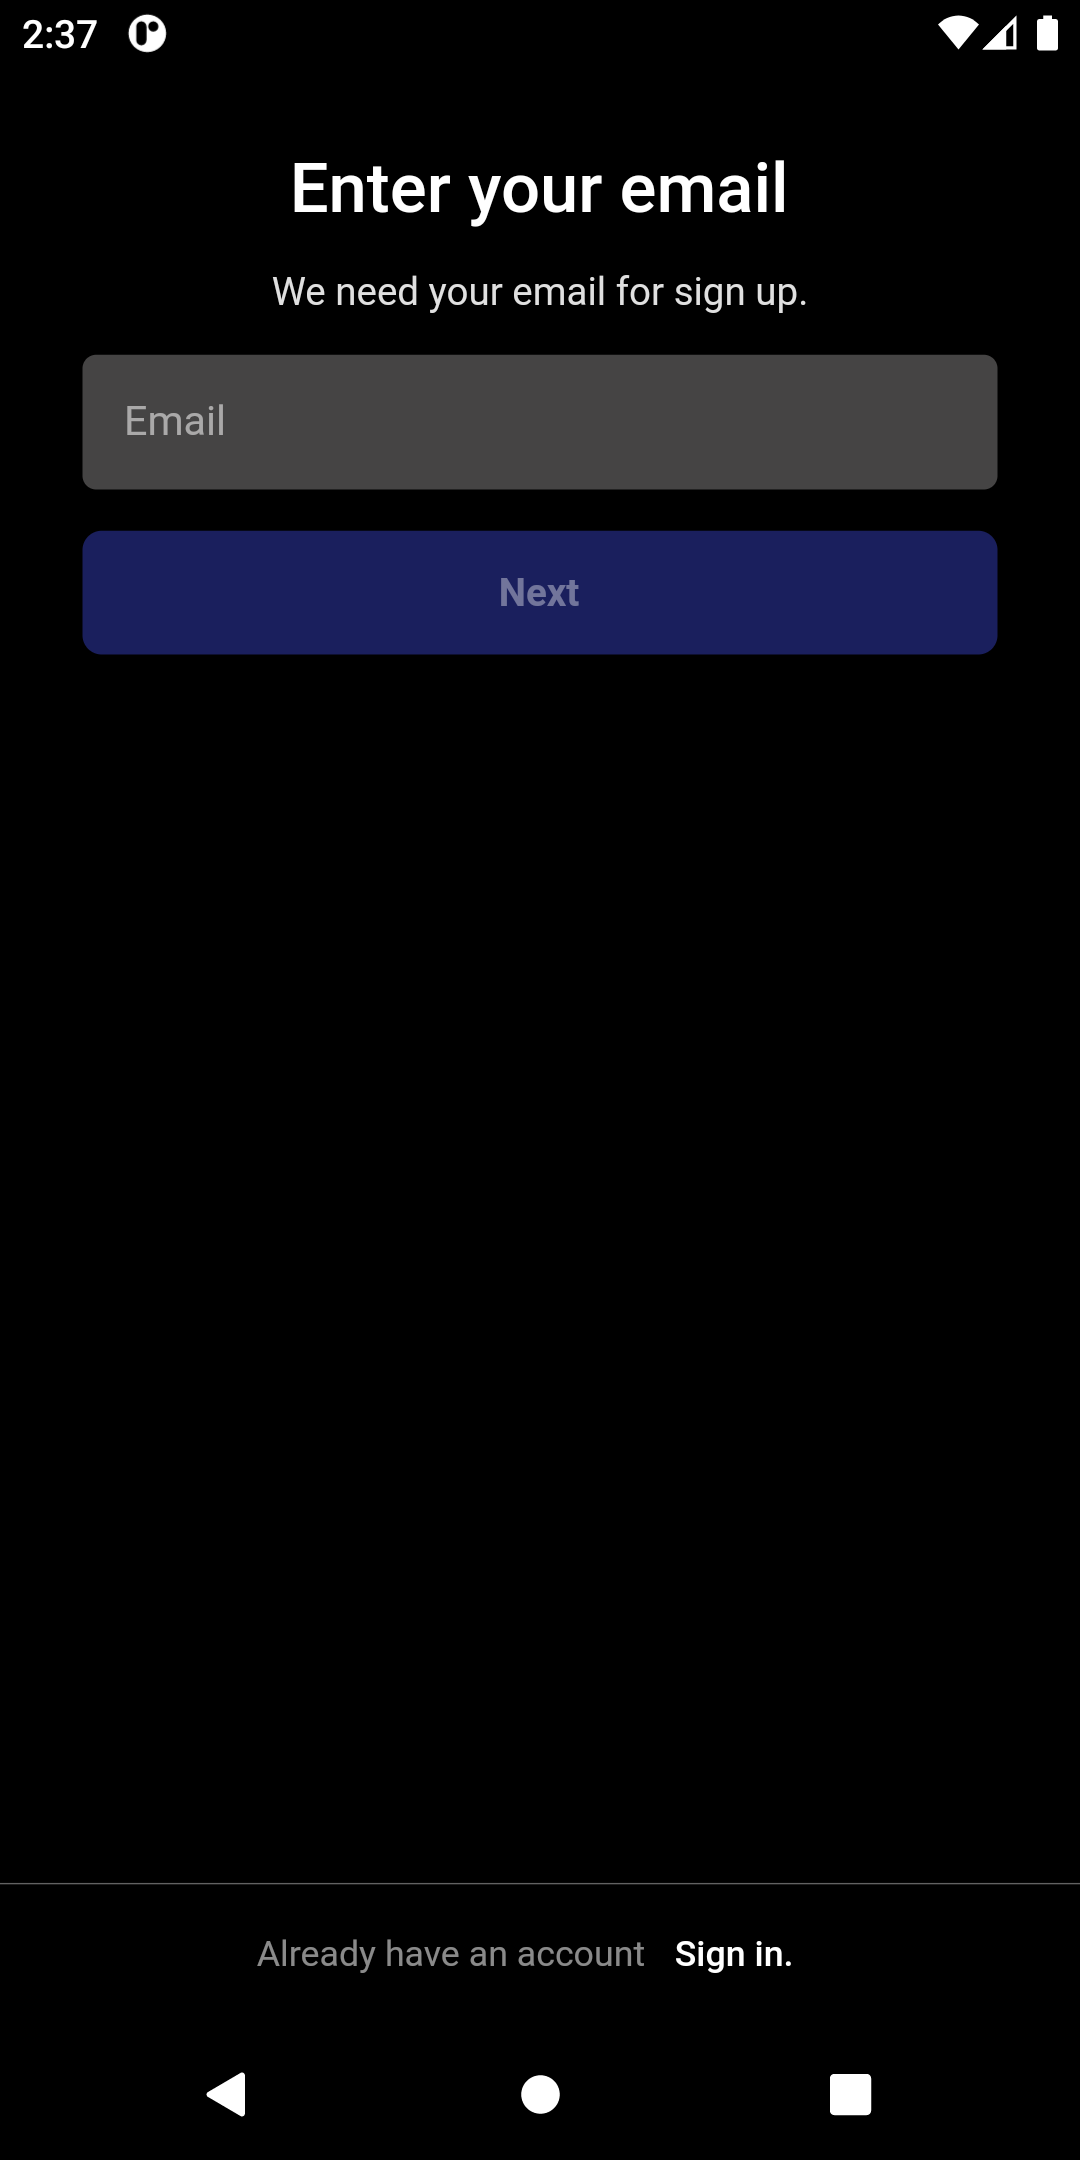 2:37
Enter your email
We need your email for sign up.
Email
Next
Already have an account Sign in.